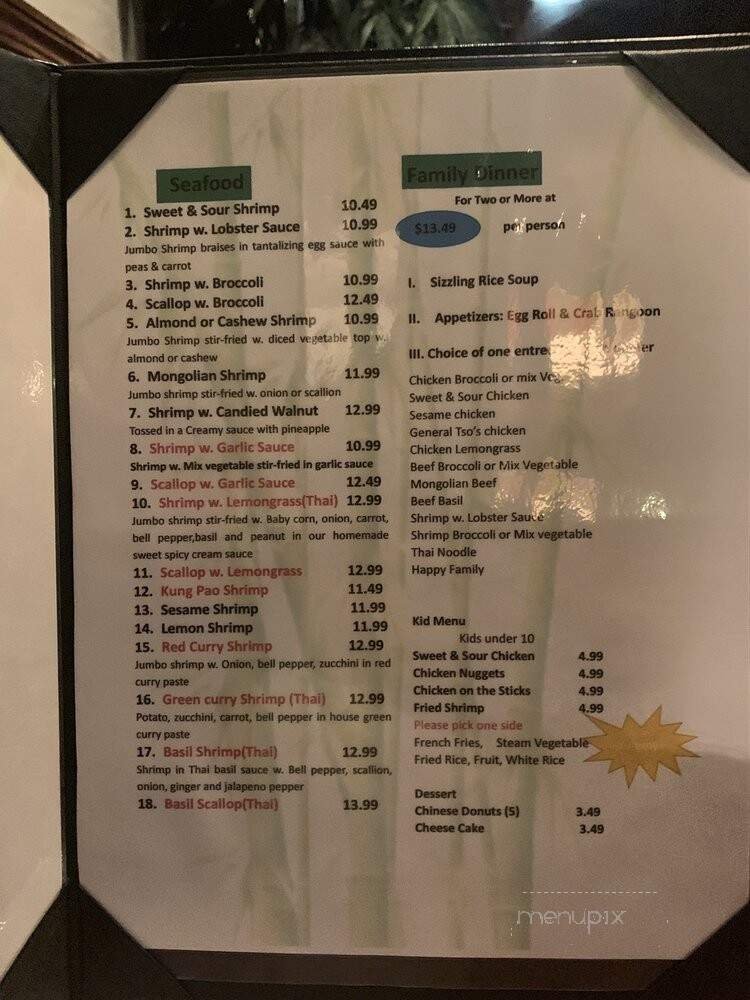 Seafood
1. Sweet & Sour Shrimp 10.49
2. Shrimp w. Lobster Sauce 10.99
Jumbo Shrimp braises in tantalizing egg sauce with
peas & carrot
3. Shrimp w. Broccoli 10.99
4. Scallop w. Broccoli 12.49
5. Almond or Cashew Shrimp 10.99
Jumbo Shrimp stir-fried w. diced vegetable top w.
almond or cashew
6. Mongolian Shrimp 11.99
Jumbo shrimp stir-fried w. onion or scallion
7. Shrimp w. Candied Walnut 12.99
Tossed in a Creamy sauce with pineapple
8. Shrimp w. Garlic Sauce 10.99
Shrimp w. Mix vegetable stir-fried in garlic sauce
9. Scallop w. Garlic Sauce 12.49
10. Shrimp w. Lemongrass(Thai) 12.99
Jumbo shrimp stir-fried w. Baby corn, onion, carrot,
bell pepper,basil and peanut in our homemade
sweet spicy cream sauce
11. Scallop w. Lemongrass 12.99
12. Kung Pao Shrimp 11.49
13. Sesame Shrimp 11.99
14. Lemon Shrimp 11.99
15. Red Curry Shrimp 12.99
Jumbo shrimp w. Onion, bell pepper, zucchini in red
curry paste
16. Green curry Shrimp (Thai) 12.99
Potato, zucchini, carrot, bell pepper in house green
curry paste
17. Basil Shrimp(Thai) 12.99
Shrimp in Thai basil sauce w. Bell pepper, scallion,
onion, ginger and jalapeno pepper
18. Basil Scallop(Thai) 13.99
Family Dinner
For Two or More at
$13.49 per person
I. Sizzling Rice Soup
II. Appetizers: Egg Roll & Crab Rangoon
III. Choice of one entree
Chicken Broccoli or mix
Sweet & Sour Chicken
Sesame chicken
General Tso's chicken
Chicken Lemongrass
Beef Broccoli or Mix Vegetable
Mongolian Beef
Beef Basil
Shrimp w. Lobster Sauce
Shrimp Broccoli or Mix vegetable
Thai Noodle
Happy Family
Kid Menu
Kids under 10
Sweet & Sour Chicken 4.99
Chicken Nuggets 4.99
Chicken on the Sticks 4.99
Fried Shrimp 4.99
Please pick one side
French Fries, Steam Vegetable
Fried Rice, Fruit, White Rice
Dessert
Chinese Donuts (5) 3.49
Cheese Cake 3.49
menupix